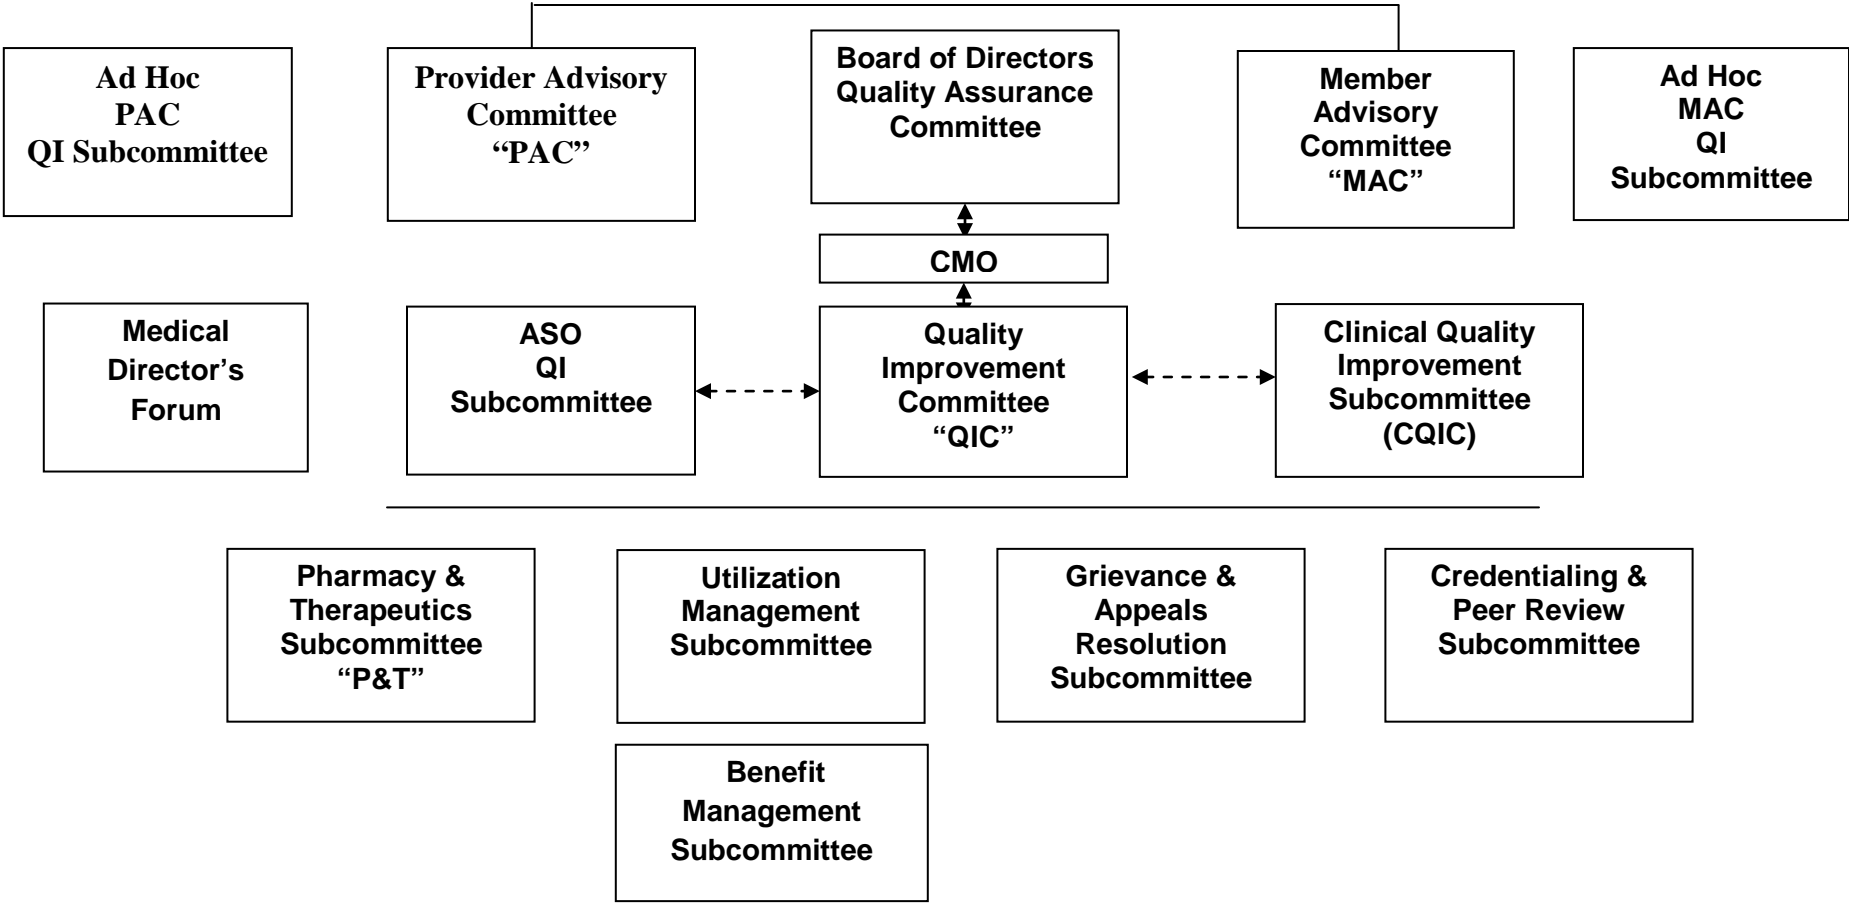 Ad Hoc
PAC
QI Subcommittee
Provider Advisory
Committee
“PAC”
Board of Directors
Quality Assurance
Committee
Member
Advisory
Committee
“MAC”
Ad Hoc
MAC
QI
Subcommittee
CMO
Medical
Director’s
Forum
ASO
QI
Subcommittee
Quality
Improvement
Committee
“QIC”
Clinical Quality
Improvement
Subcommittee
(CQIC)
Pharmacy &
Therapeutics
Subcommittee
“P&T”
Utilization
Management
Subcommittee
Grievance &
Appeals
Resolution
Subcommittee
Credentialing &
Peer Review
Subcommittee
Benefit
Management
Subcommittee